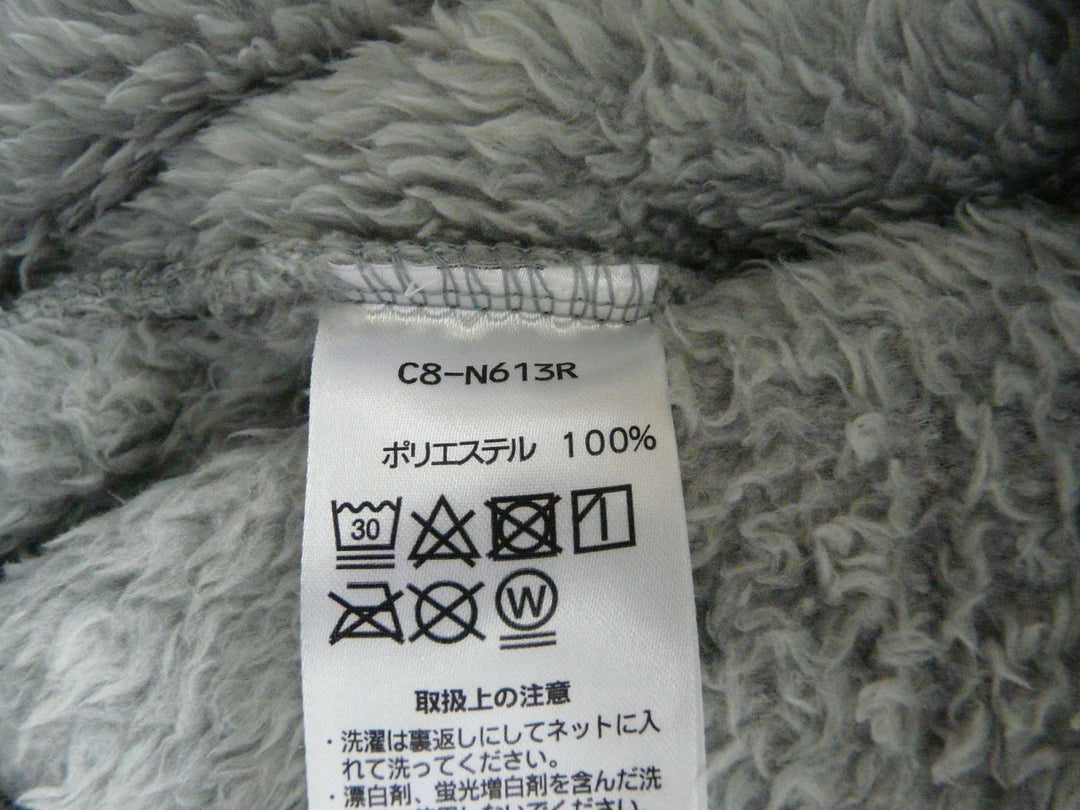 C8-N613R
ポリエステル 100%
30
W
取扱上の注意
・洗濯は裏返しにしてネットに入
れて洗ってください。
・漂白剤、蛍光増白剤を含んだ洗